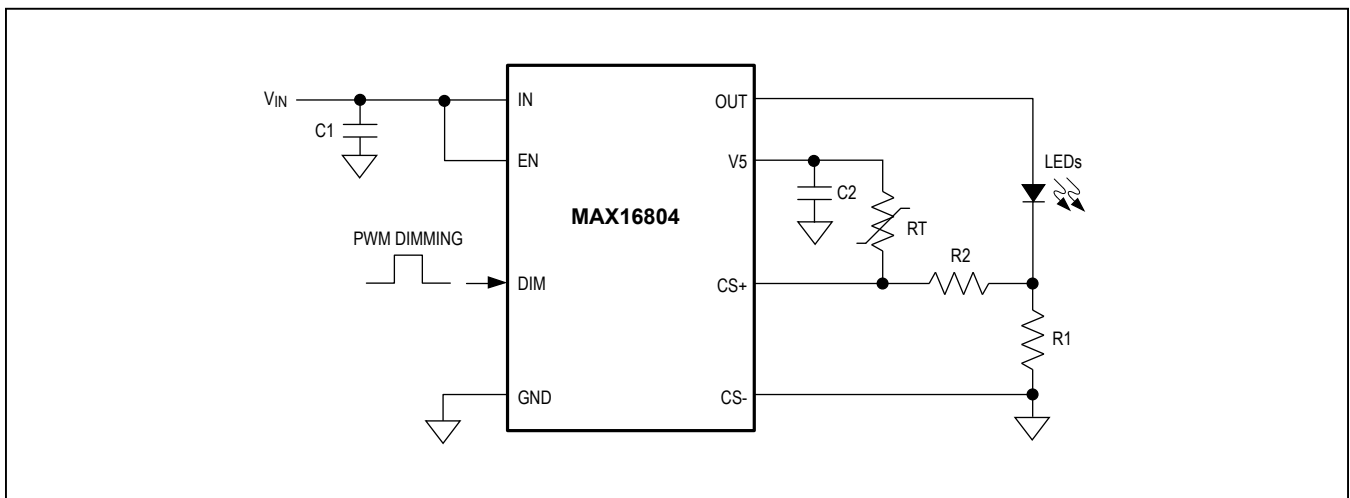 VIN
C1
IN
EN
PWM DIMMING
DIM
GND
MAX16804
OUT
V5
CS+
CS-
C2
RT
LEDs
R2
R1